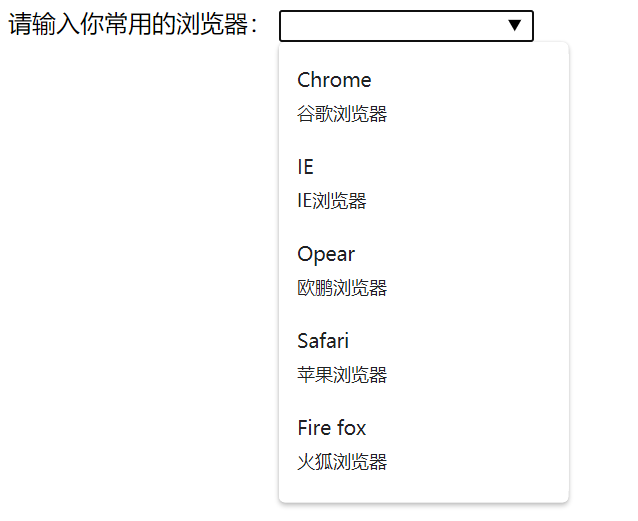 请输入你常用的浏览器：
Chrome
谷歌浏览器
IE
IE浏览器
Opear
欧鹏浏览器
Safari
苹果浏览器
Fire fox
火狐浏览器